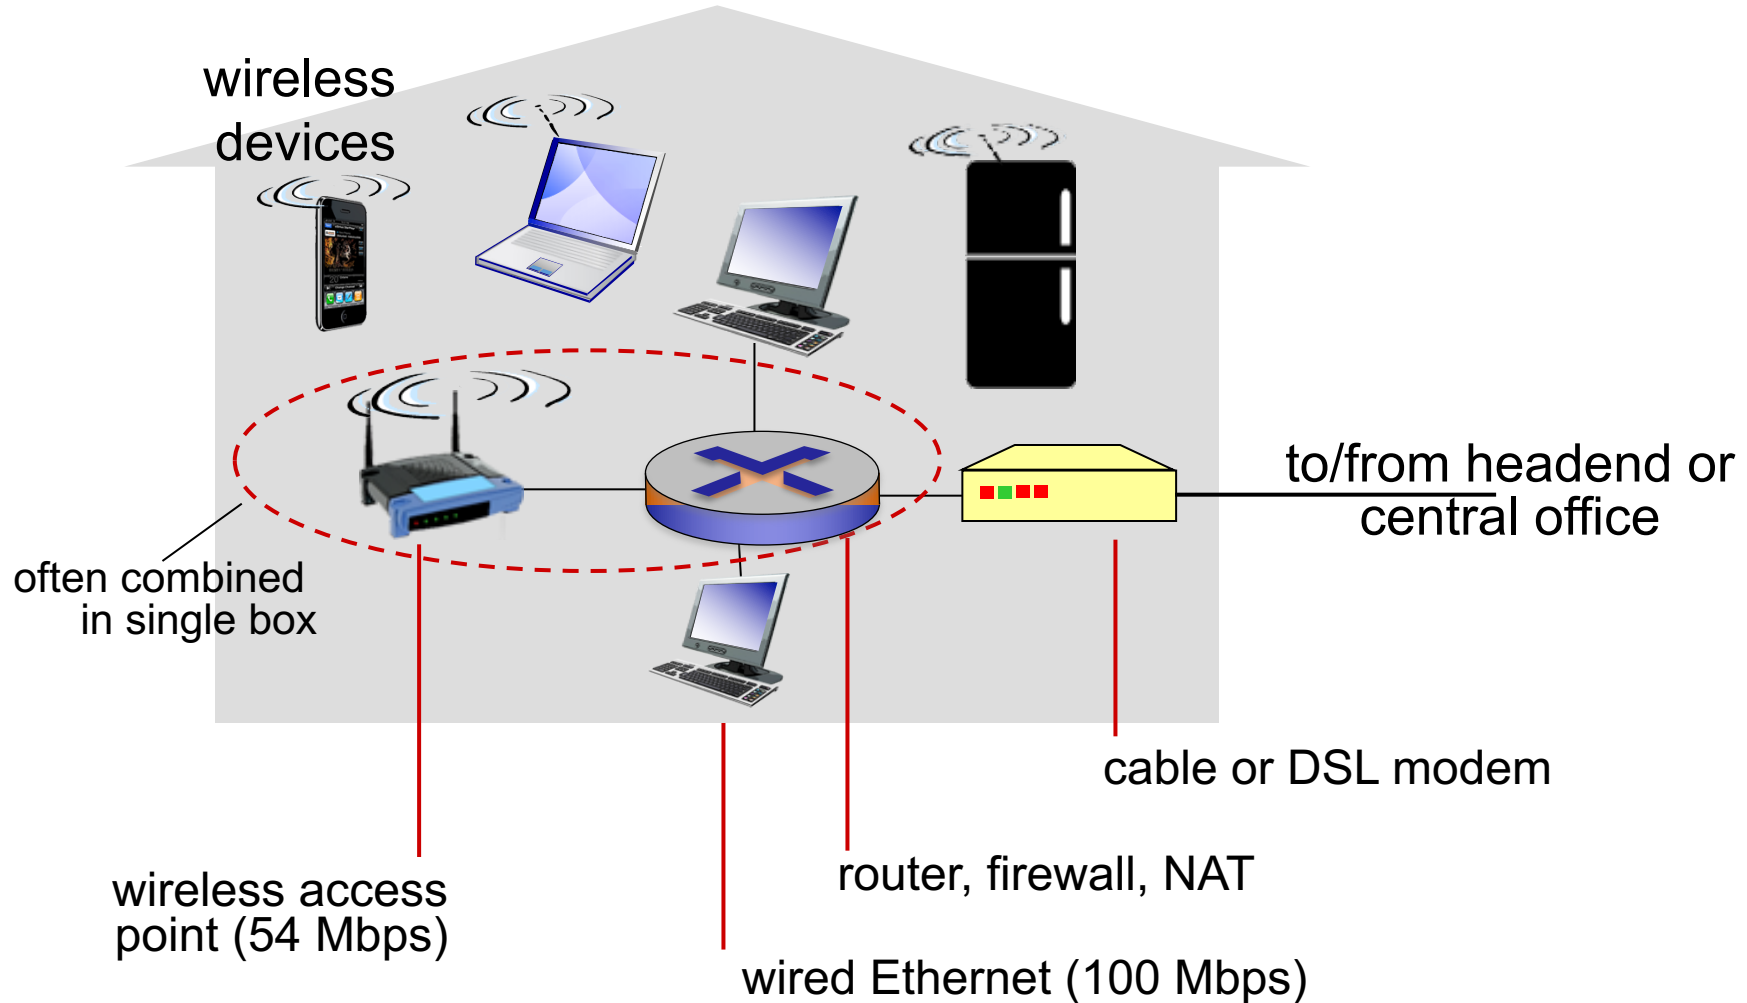 wireless
devices
to/from headend or
central office
often combined
in single box
cable or DSL modem
router, firewall, NAT
wireless access
point (54 Mbps)
wired Ethernet (100 Mbps)